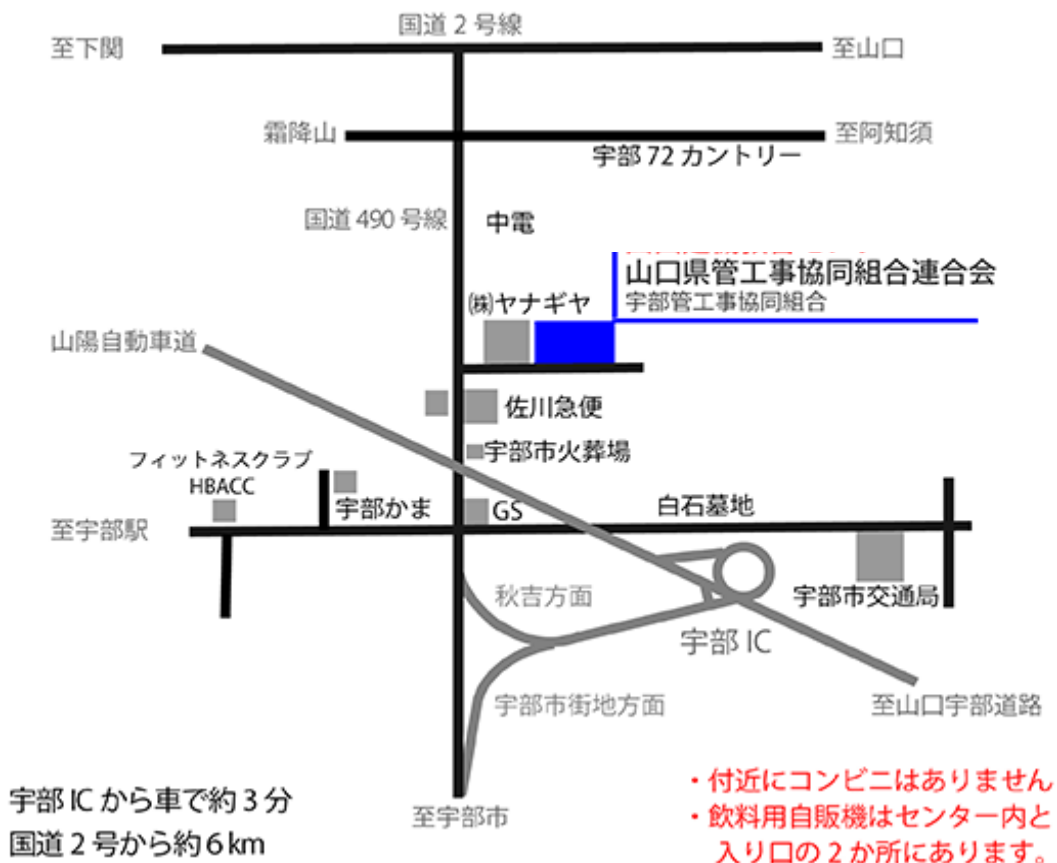 国道 2 号線
至下関
至山口
霜降山
至阿知須
宇部 72 カントリー
国道 490 号線
中電
山口県管工事協同組合連合会
宇部管工事協同組合
㈱ヤナギヤ
山陽自動車道
佐川急便
宇部市火葬場
フィットネスクラブ
HBACC
宇部かま
GS
白石墓地
至宇部駅
秋吉方面
宇部市交通局
宇部 IC
宇部市街地方面
至山口宇部道路
宇部 IC から車で約 3 分
国道 2 号から約 6 km
至宇部市
・付近にコンビニはありません
・飲料用自販機はセンター内と
入り口の 2 か所にあります。